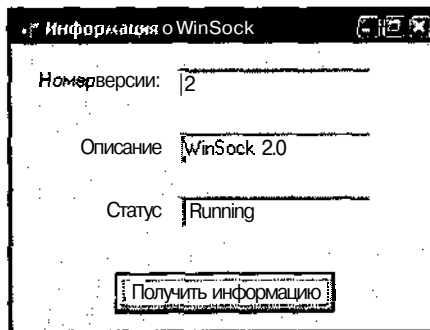 Информация о WinSock
Номер версии: 2
Описание WinSock 2.0
Статус Running
Получить информацию